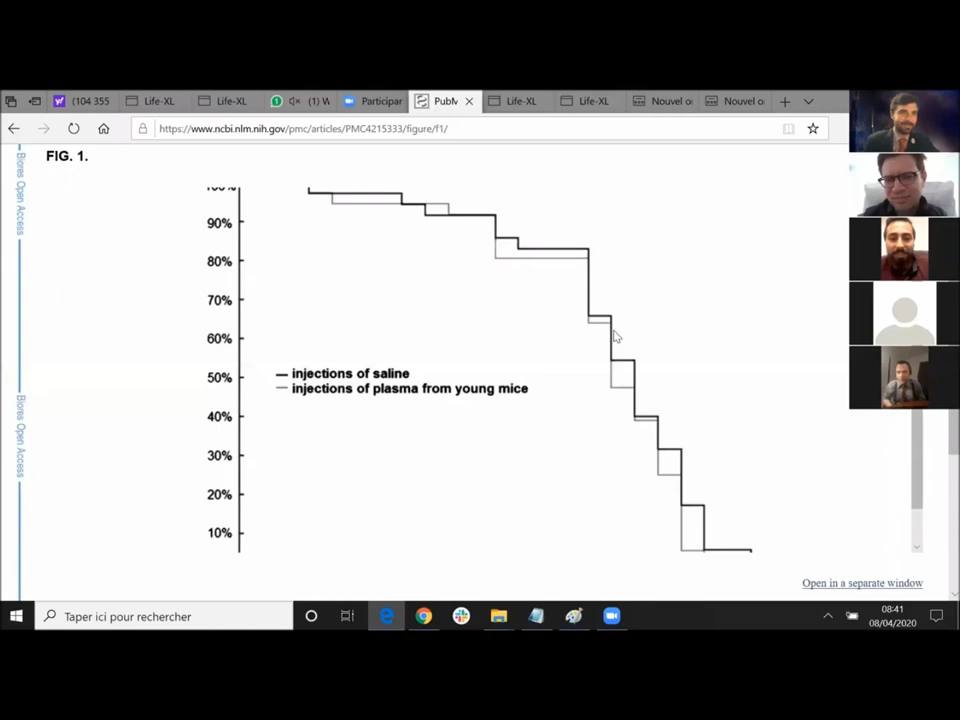 (104 355
Life-XL
Life-XL
(1) W
Participar
PubM
Life-XL
Life-XL
Nouvel o
Nouvel o
https://www.ncbi.nlm.nih.gov/pmc/articles/PMC4215333/figure/f1/
FIG. 1.
Biores Open Access
100%
90%
80%
70%
60%
50%
40%
30%
20%
10%
injections of saline
injections of plasma from young mice
Biores Open Access
Open in a separate window
Taper ici pour rechercher
08:41
08/04/2020